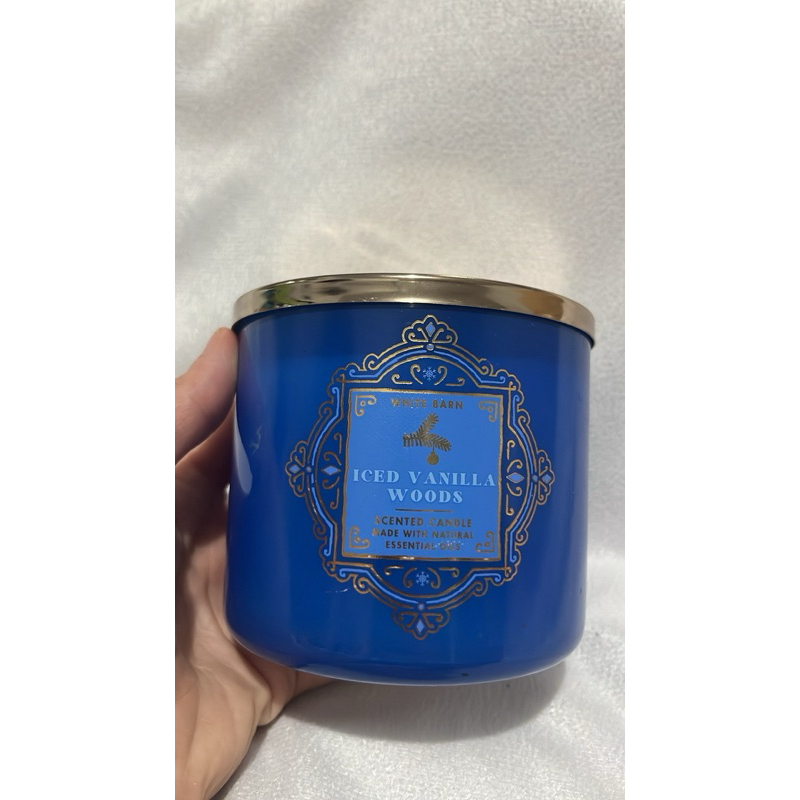 WHITE BARN
ICED VANILLA
WOODS
SCENTED CANDLE
MADE WITH NATURAL
ESSENTIAL OILS